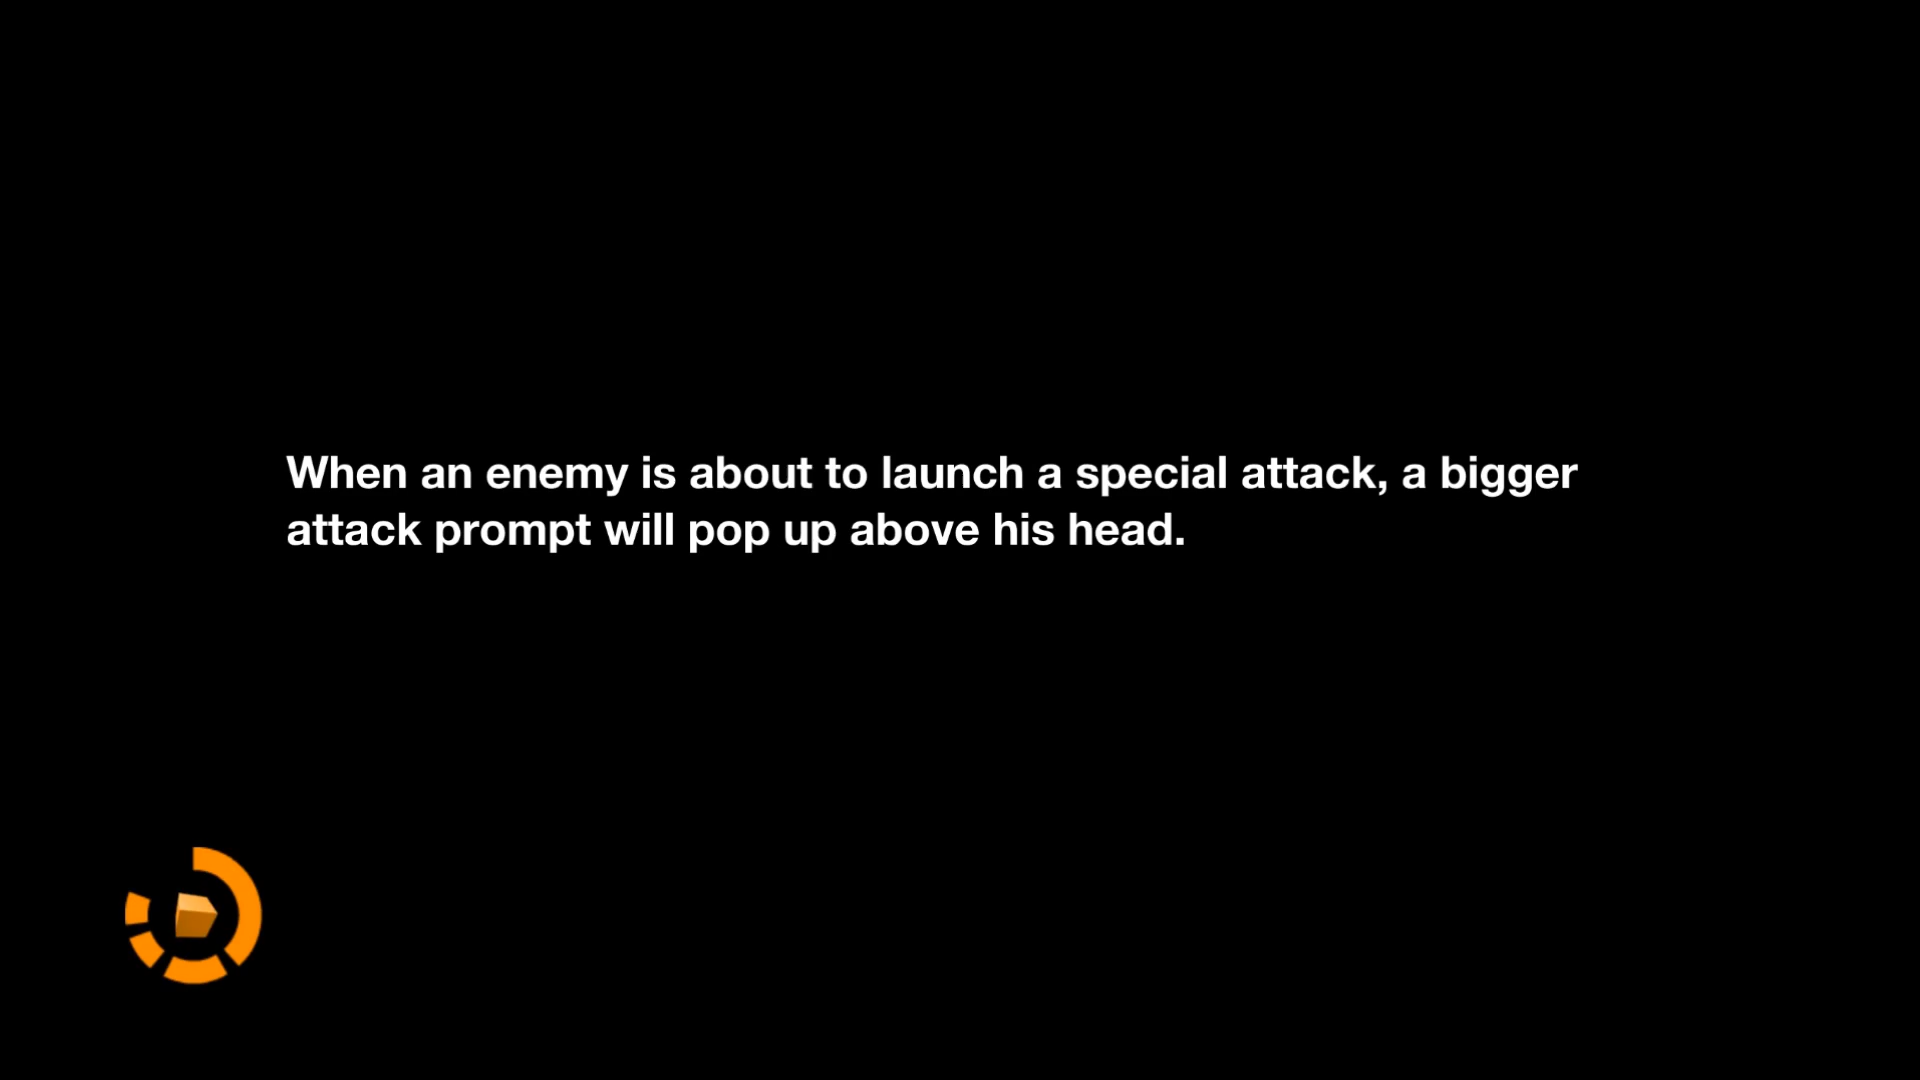 When an enemy is about to launch a special attack, a bigger
attack prompt will pop up above his head.